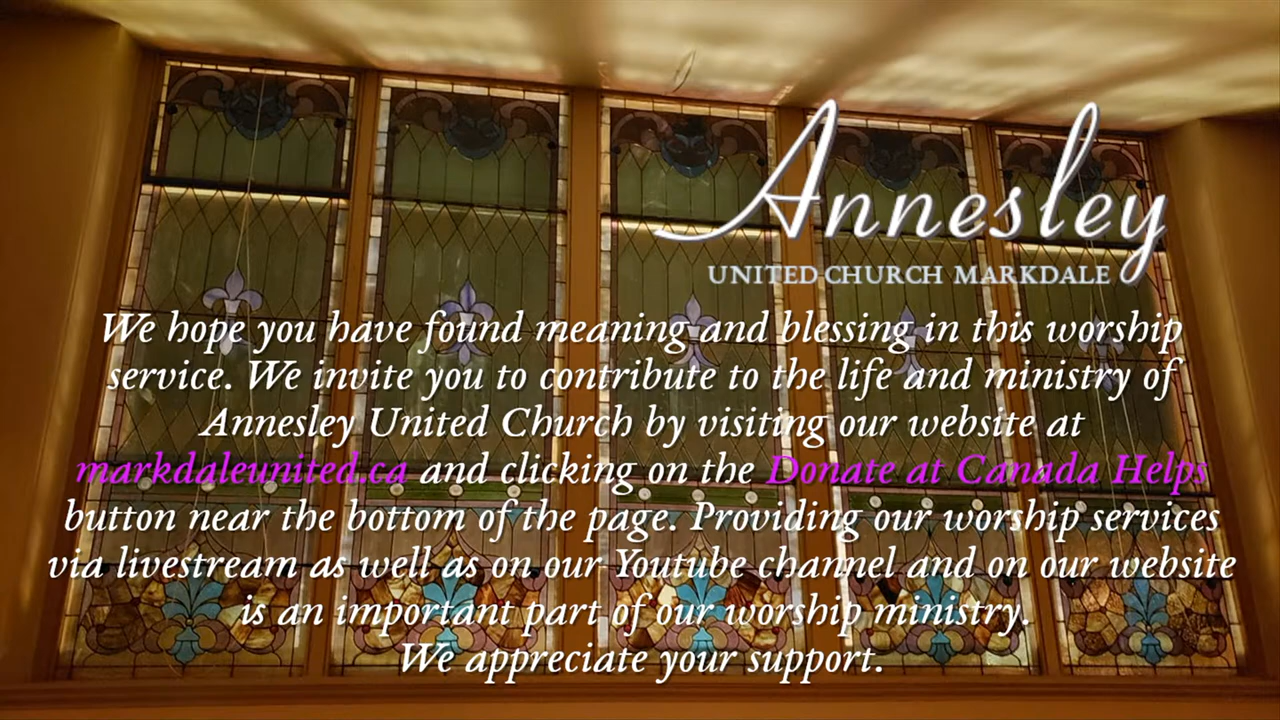 Annesley
UNITED CHURCH MARKDALE
We hope you have found meaning and blessing in this worship
service. We invite you to contribute to the life and ministry of
Annesley United Church by visiting our website at
markdaleunited.ca and clicking on the Donate at Canada Helps
button near the bottom of the page. Providing our worship services
via livestream as well as on our Youtube channel and on our website
is an important part of our worship ministry.
We appreciate your support.